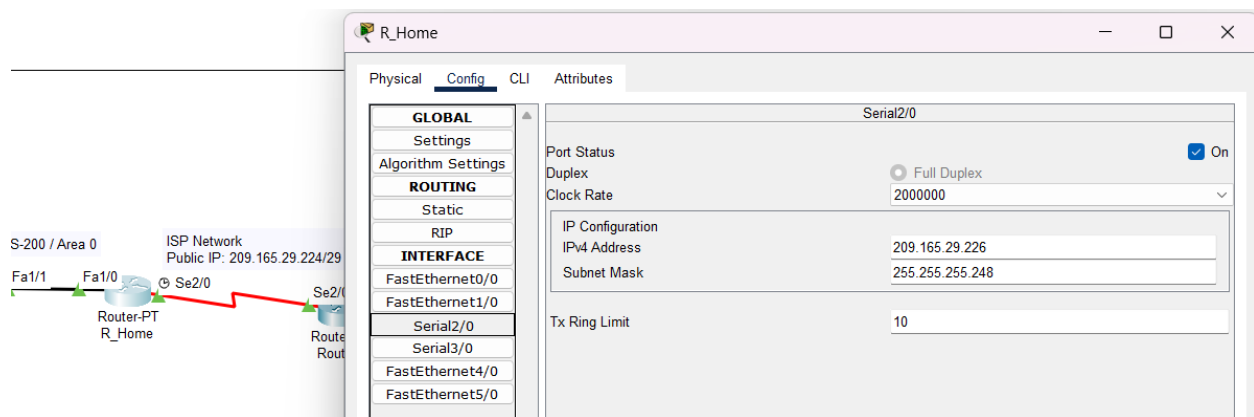 R_Home
Physical Config CLI Attributes
GLOBAL
Settings
Algorithm Settings
ROUTING
Static
RIP
INTERFACE
FastEthernet0/0
FastEthernet1/0
Serial2/0
Serial3/0
FastEthernet4/0
FastEthernet5/0
Serial2/0
Port Status On
Duplex Full Duplex
Clock Rate 2000000
IP Configuration
IPv4 Address 209.165.29.226
Subnet Mask 255.255.255.248
Tx Ring Limit 10
S-200 / Area 0
ISP Network
Public IP: 209.165.29.224/29
Fa1/1 Fa1/0 Se2/0 Se2/
Router-PT
R_Home
Route
Rout